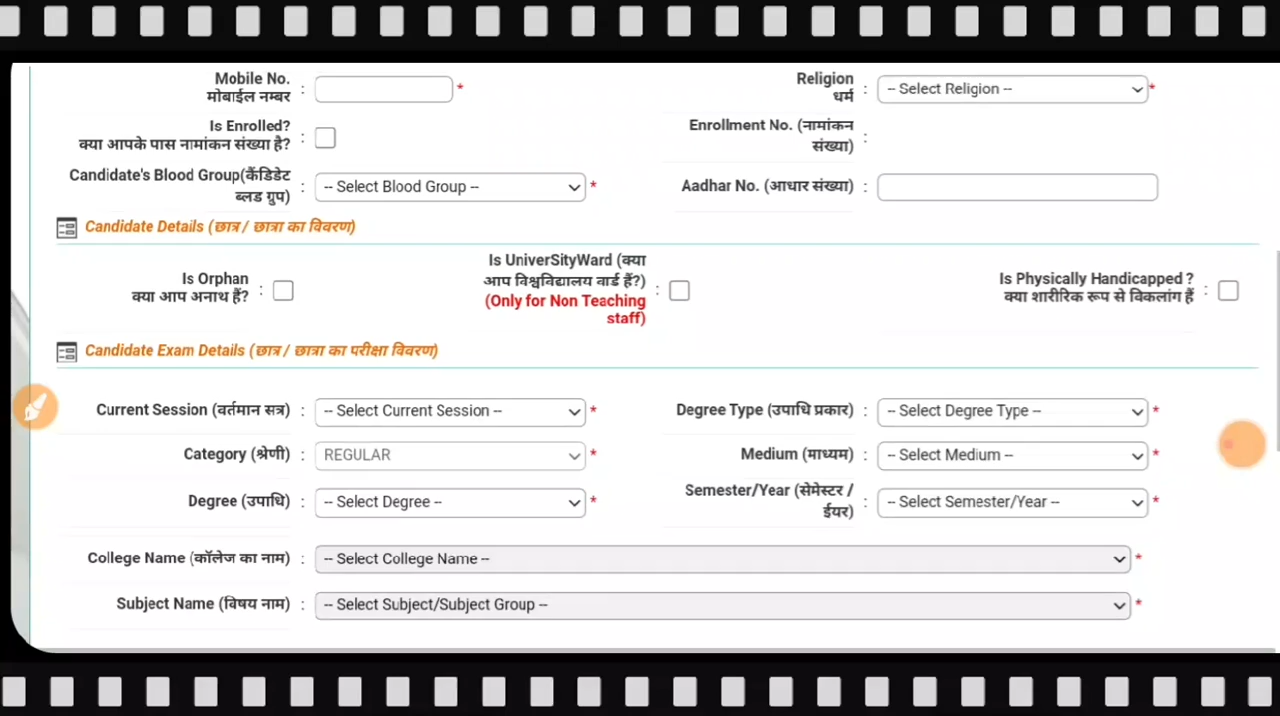 Mobile No.
मोबाईल नम्बर
:
*
Religion
धर्म
:
-- Select Religion --
*
Is Enrolled?
क्या आपके पास नामांकन संख्या है?
:
Enrollment No. (नामांकन
संख्या)
:
Candidate's Blood Group(कैंडिडेट
ब्लड ग्रुप)
:
-- Select Blood Group --
*
Aadhar No. (आधार संख्या)
:
Candidate Details (छात्र / छात्रा का विवरण)
Is Orphan
क्या आप अनाथ हैं?
:
Is UniverSityWard (क्या
आप विश्वविद्यालय वार्ड हैं?)
(Only for Non Teaching
staff)
:
Is Physically Handicapped ?
क्या शारीरिक रूप से विकलांग हैं
:
Candidate Exam Details (छात्र / छात्रा का परीक्षा विवरण)
Current Session (वर्तमान सत्र) : -- Select Current Session -- *
Degree Type (उपाधि प्रकार) : -- Select Degree Type -- *
Category (श्रेणी) : REGULAR *
Medium (माध्यम) : -- Select Medium -- *
Degree (उपाधि) : -- Select Degree -- *
Semester/Year (सेमेस्टर /
ईयर)
: -- Select Semester/Year -- *
College Name (कॉलेज का नाम) : -- Select College Name -- *
Subject Name (विषय नाम) : -- Select Subject/Subject Group -- *